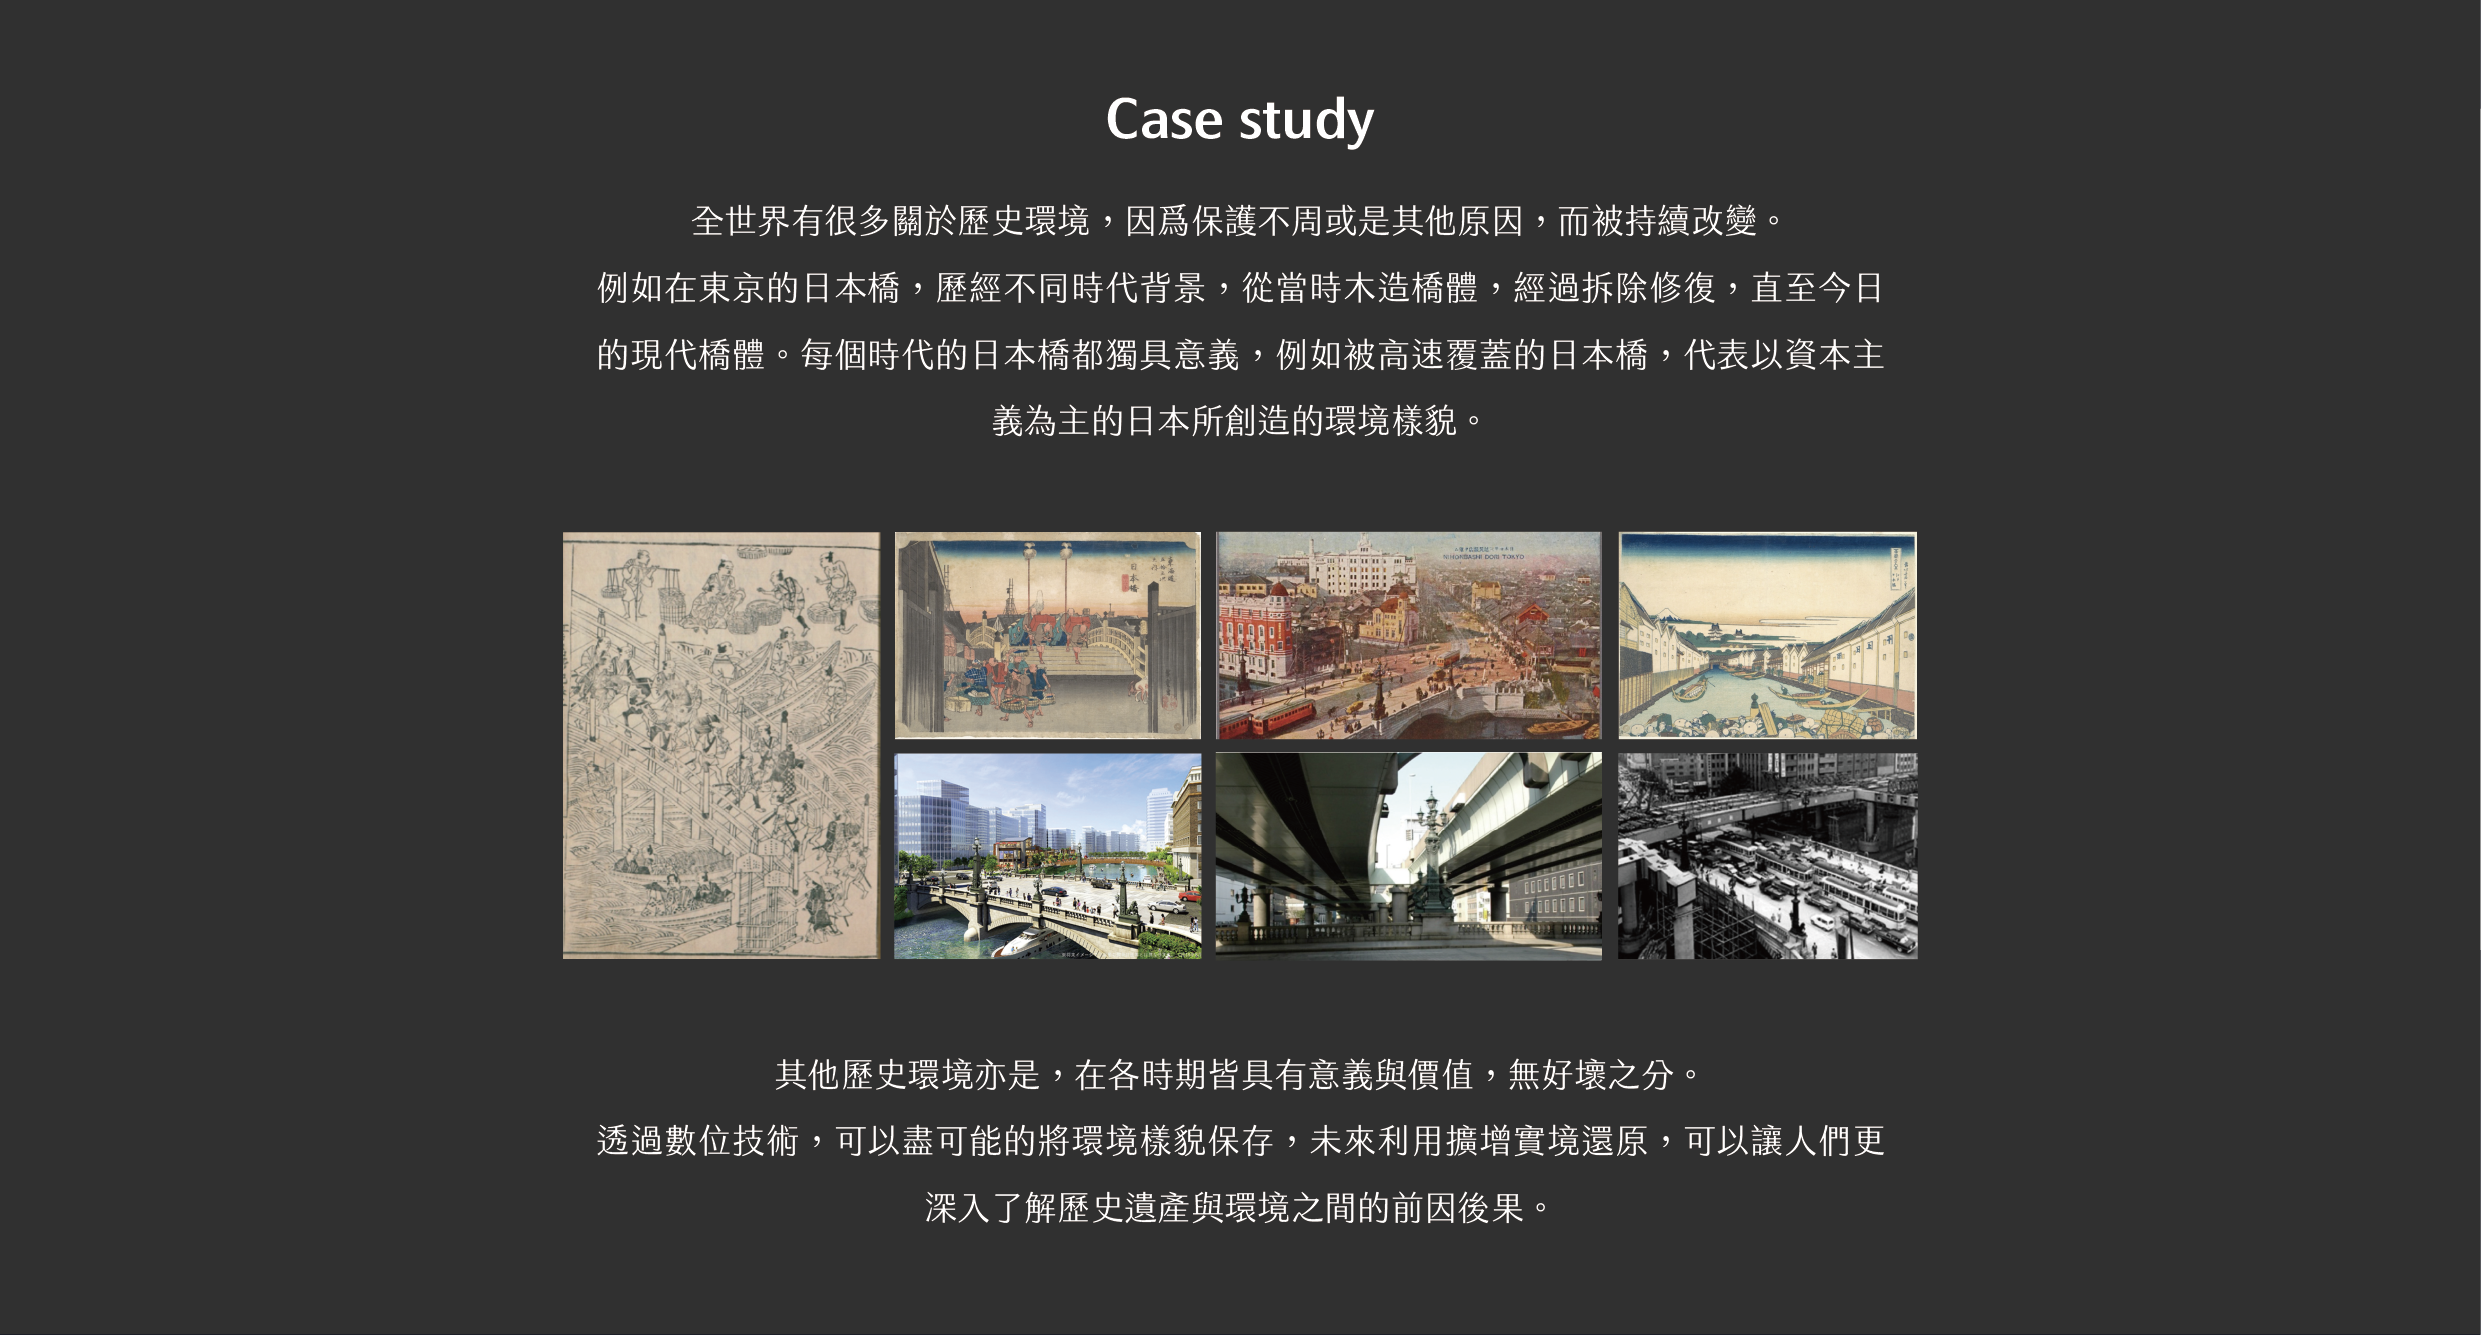 Case study
全世界有很多關於歷史環境，因爲保護不周或是其他原因，而被持續改變。
例如在東京的日本橋，歷經不同時代背景，從當時木造橋體，經過拆除修復，直至今日
的現代橋體。每個時代的日本橋都獨具意義，例如被高速覆蓋的日本橋，代表以資本主
義為主的日本所創造的環境樣貌。
日本橋
NIHONBASHI DORI TOKYO
其他歷史環境亦是，在各時期皆具有意義與價值，無好壞之分。
透過數位技術，可以盡可能的將環境樣貌保存，未來利用擴增實境還原，可以讓人們更
深入了解歷史遺產與環境之間的前因後果。